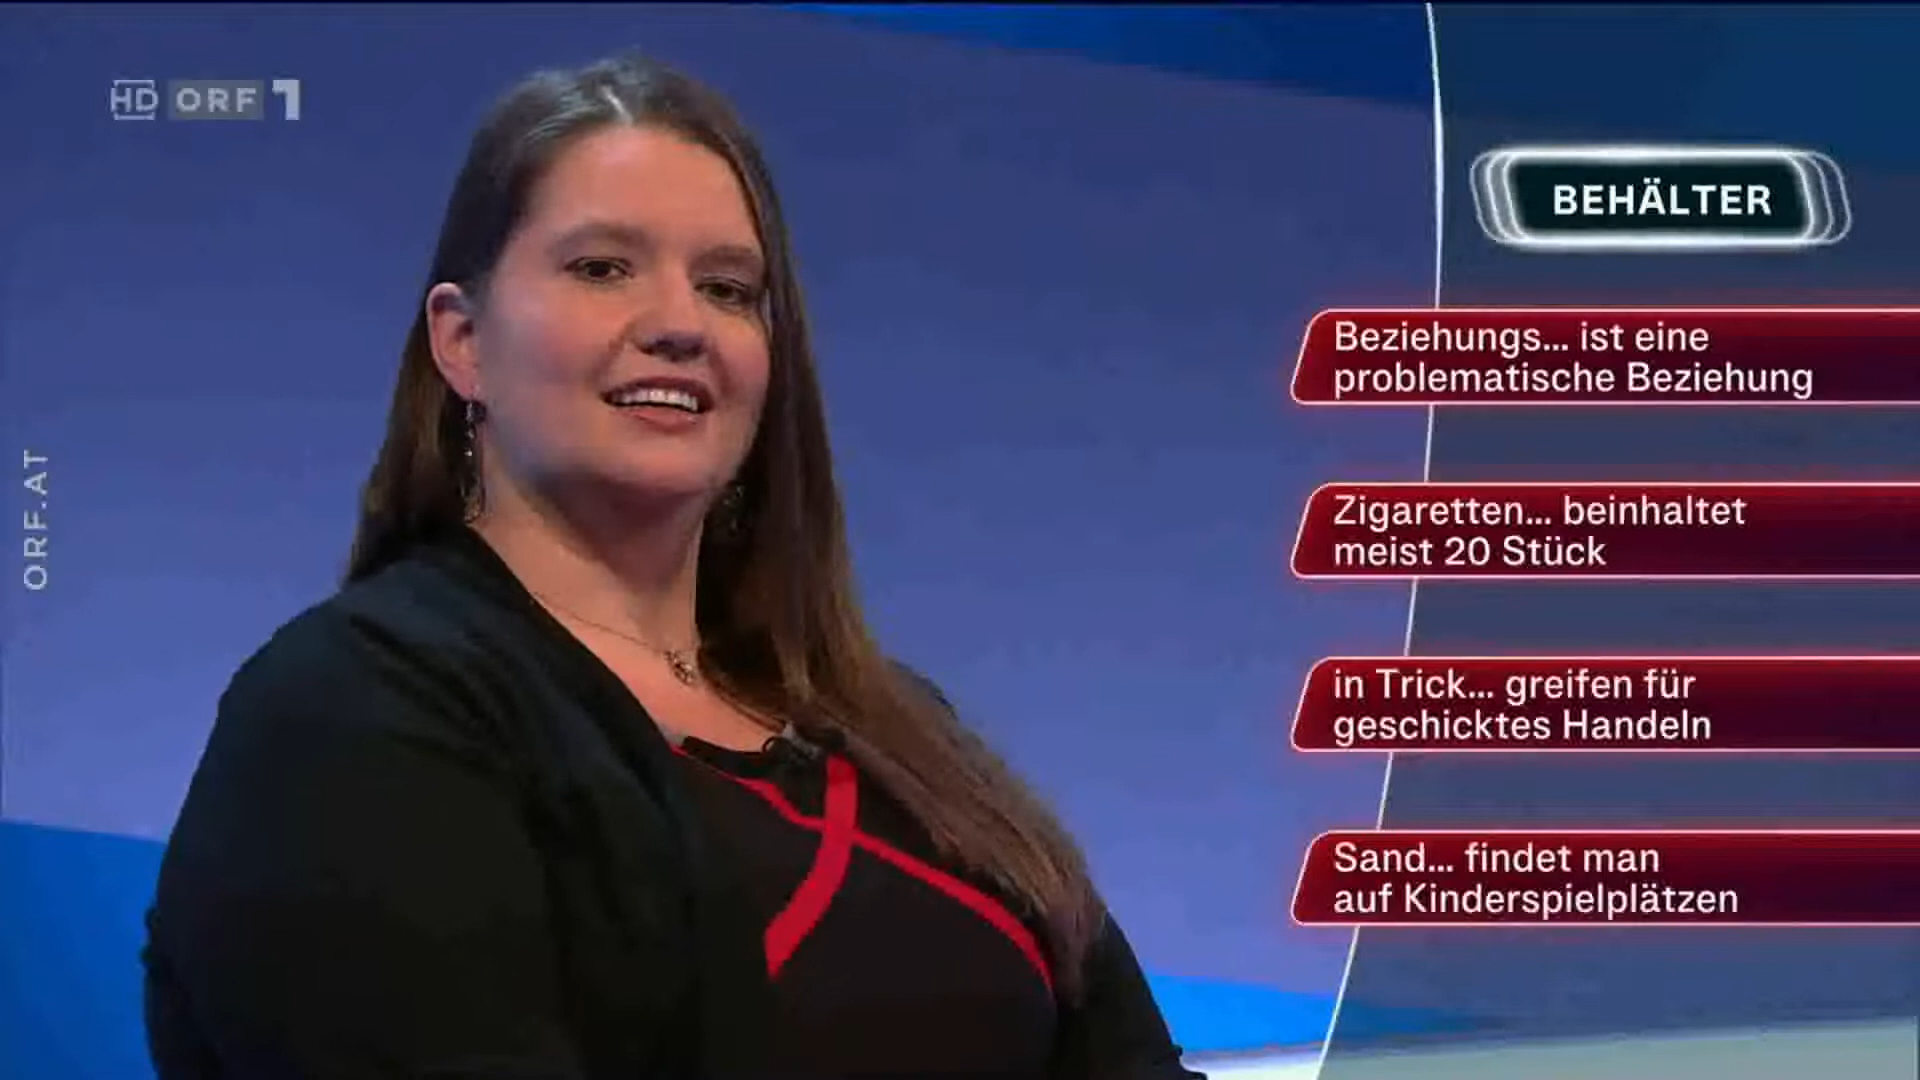 HD ORF 1
ORF.AT
BEHÄLTER
Beziehungs... ist eine
problematische Beziehung
Zigaretten... beinhaltet
meist 20 Stück
in Trick... greifen für
geschicktes Handeln
Sand... findet man
auf Kinderspielplätzen